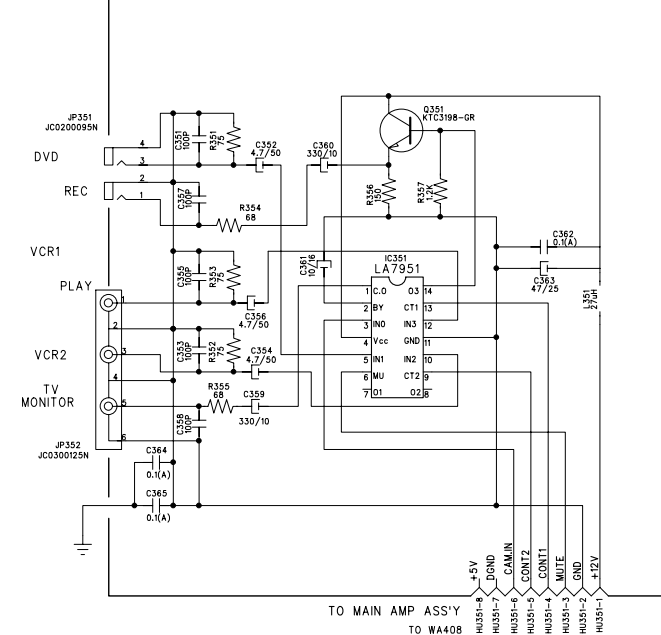 JP351
JC0200095N
DVD
4
3
REC
2
1
C351
100P
R351
75
C352
4.7/50
C357
100P
R354
68
C360
330/10
Q351
KTC3198-GR
R356
150
R357
1.2K
VCR1
PLAY
1
C355
100P
R353
75
C356
4.7/50
C361
10/16
IC351
LA7951
1 C.O O3 14
2 BY CT1 13
3 INO IN3 12
4 Vcc GND 11
5 IN1 IN2 10
6 MU CT2 9
7 O1 O2 8
C362
0.1(A)
C363
47/25
L351
27uH
2
3
VCR2
C353
100P
R352
75
C354
4.7/50
4
TV
MONITOR
5
R355
68
C359
330/10
C358
100P
6
JP352
JC0300125N
C364
0.1(A)
C365
0.1(A)
+5V
DGND
CAM.IN
CONT2
CONT1
MUTE
GND
+12V
HU351-8
HU351-7
HU351-6
HU351-5
HU351-4
HU351-3
HU351-2
HU351-1
TO MAIN AMP ASS'Y
TO WA408